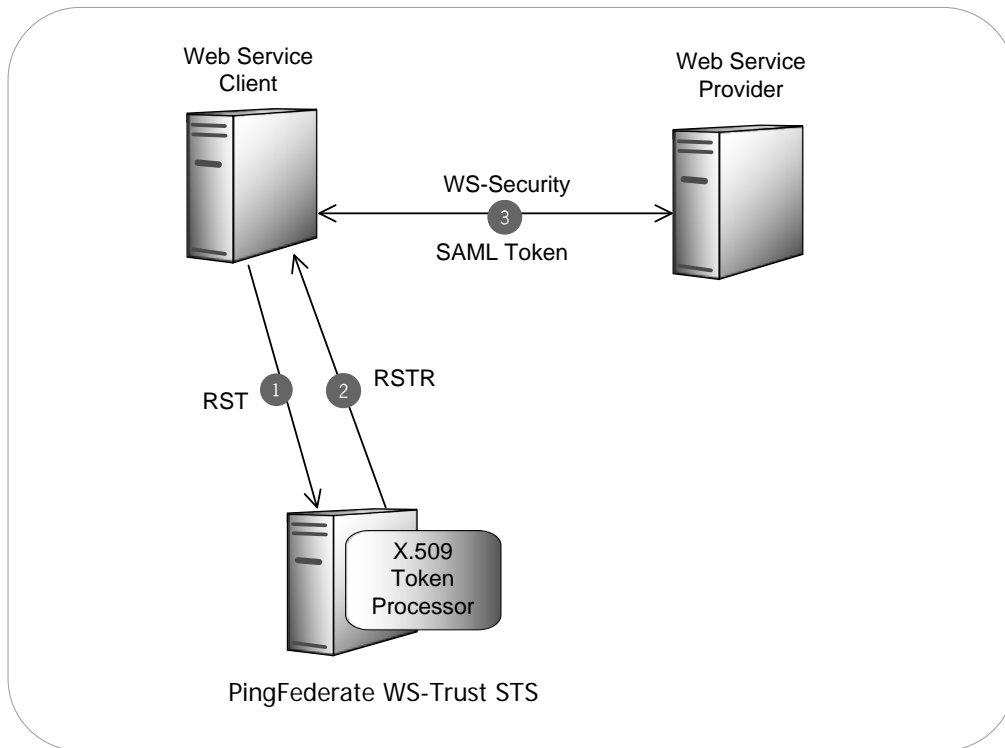 Web Service
Client
Web Service
Provider
WS-Security
3
SAML Token
RST
1
2
RSTR
X.509
Token
Processor
PingFederate WS-Trust STS